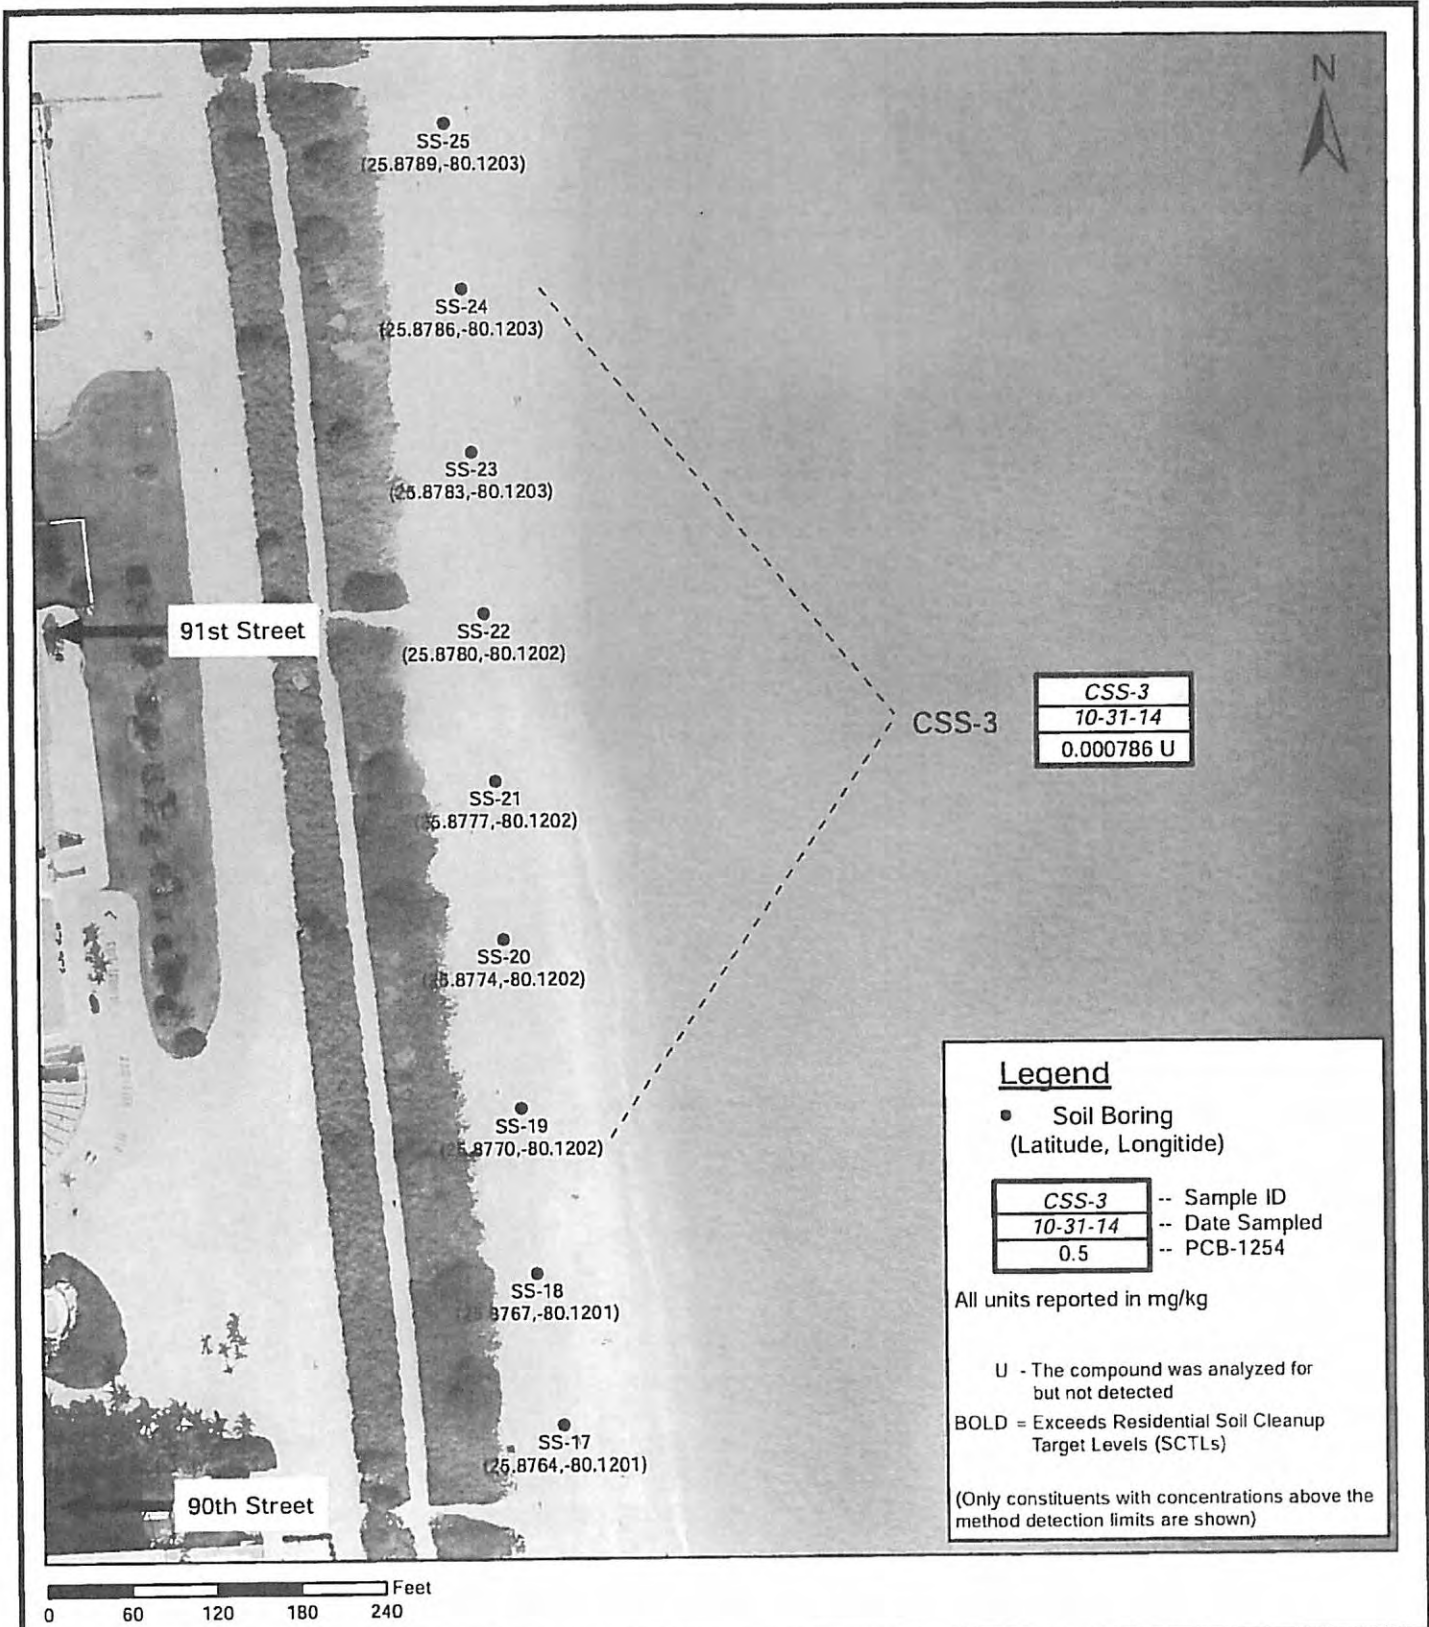 N
SS-25
(25.8789,-80.1203)
SS-24
(25.8786,-80.1203)
SS-23
(25.8783,-80.1203)
91st Street
SS-22
(25.8780,-80.1202)
CSS-3
CSS-3
10-31-14
0.000786 U
SS-21
(25.8777,-80.1202)
SS-20
(25.8774,-80.1202)
SS-19
(25.8770,-80.1202)
SS-18
(25.8767,-80.1201)
SS-17
(25.8764,-80.1201)
90th Street
Legend
Soil Boring
(Latitude, Longitide)
CSS-3 -- Sample ID
10-31-14 -- Date Sampled
0.5 -- PCB-1254
All units reported in mg/kg
U - The compound was analyzed for
but not detected
BOLD = Exceeds Residential Soil Cleanup
Target Levels (SCTLs)
(Only constituents with concentrations above the
method detection limits are shown)
Feet
0 60 120 180 240